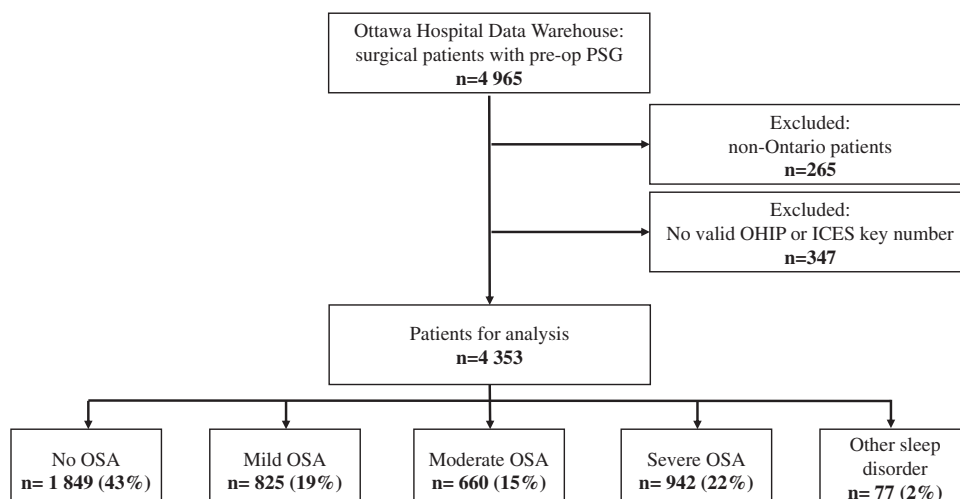 Ottawa Hospital Data Warehouse:
surgical patients with pre-op PSG
n=4 965
Excluded:
non-Ontario patients
n=265
Excluded:
No valid OHIP or ICES key number
n=347
Patients for analysis
n=4 353
No OSA
n= 1 849 (43%)
Mild OSA
n= 825 (19%)
Moderate OSA
n= 660 (15%)
Severe OSA
n= 942 (22%)
Other sleep
disorder
n= 77 (2%)